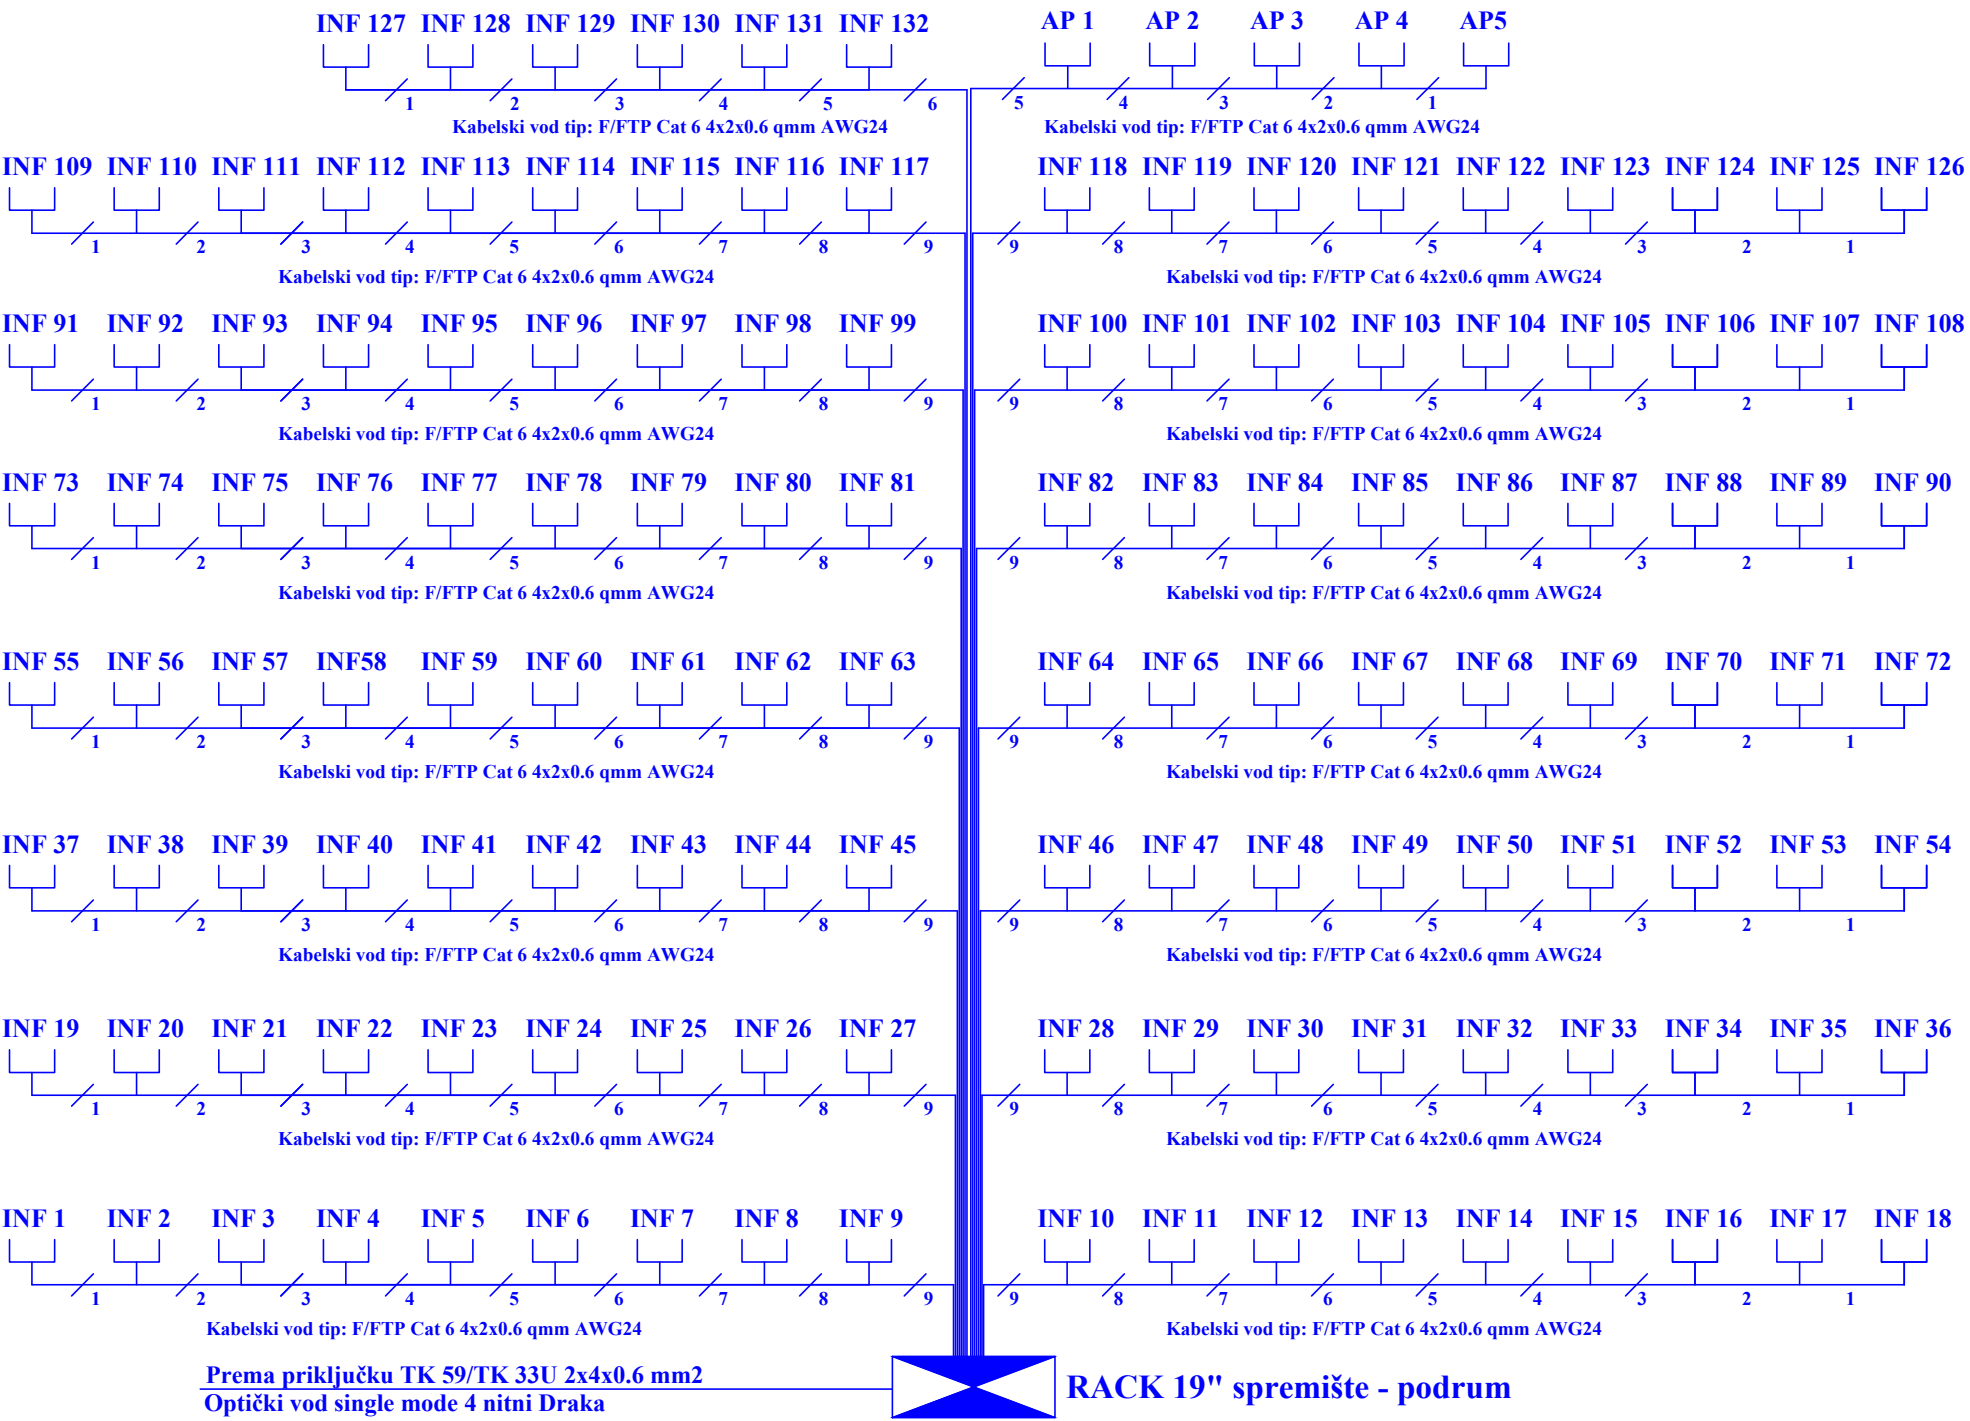 INF 127 INF 128 INF 129 INF 130 INF 131 INF 132 AP 1 AP 2 AP 3 AP 4 AP5
1 2 3 4 5 6 5 4 3 2 1
Kabelski vod tip: F/FTP Cat 6 4x2x0.6 qmm AWG24 Kabelski vod tip: F/FTP Cat 6 4x2x0.6 qmm AWG24
INF 109 INF 110 INF 111 INF 112 INF 113 INF 114 INF 115 INF 116 INF 117 INF 118 INF 119 INF 120 INF 121 INF 122 INF 123 INF 124 INF 125 INF 126
1 2 3 4 5 6 7 8 9 9 8 7 6 5 4 3 2 1
Kabelski vod tip: F/FTP Cat 6 4x2x0.6 qmm AWG24 Kabelski vod tip: F/FTP Cat 6 4x2x0.6 qmm AWG24
INF 91 INF 92 INF 93 INF 94 INF 95 INF 96 INF 97 INF 98 INF 99 INF 100 INF 101 INF 102 INF 103 INF 104 INF 105 INF 106 INF 107 INF 108
1 2 3 4 5 6 7 8 9 9 8 7 6 5 4 3 2 1
Kabelski vod tip: F/FTP Cat 6 4x2x0.6 qmm AWG24 Kabelski vod tip: F/FTP Cat 6 4x2x0.6 qmm AWG24
INF 73 INF 74 INF 75 INF 76 INF 77 INF 78 INF 79 INF 80 INF 81 INF 82 INF 83 INF 84 INF 85 INF 86 INF 87 INF 88 INF 89 INF 90
1 2 3 4 5 6 7 8 9 9 8 7 6 5 4 3 2 1
Kabelski vod tip: F/FTP Cat 6 4x2x0.6 qmm AWG24 Kabelski vod tip: F/FTP Cat 6 4x2x0.6 qmm AWG24
INF 55 INF 56 INF 57 INF58 INF 59 INF 60 INF 61 INF 62 INF 63 INF 64 INF 65 INF 66 INF 67 INF 68 INF 69 INF 70 INF 71 INF 72
1 2 3 4 5 6 7 8 9 9 8 7 6 5 4 3 2 1
Kabelski vod tip: F/FTP Cat 6 4x2x0.6 qmm AWG24 Kabelski vod tip: F/FTP Cat 6 4x2x0.6 qmm AWG24
INF 37 INF 38 INF 39 INF 40 INF 41 INF 42 INF 43 INF 44 INF 45 INF 46 INF 47 INF 48 INF 49 INF 50 INF 51 INF 52 INF 53 INF 54
1 2 3 4 5 6 7 8 9 9 8 7 6 5 4 3 2 1
Kabelski vod tip: F/FTP Cat 6 4x2x0.6 qmm AWG24 Kabelski vod tip: F/FTP Cat 6 4x2x0.6 qmm AWG24
INF 19 INF 20 INF 21 INF 22 INF 23 INF 24 INF 25 INF 26 INF 27 INF 28 INF 29 INF 30 INF 31 INF 32 INF 33 INF 34 INF 35 INF 36
1 2 3 4 5 6 7 8 9 9 8 7 6 5 4 3 2 1
Kabelski vod tip: F/FTP Cat 6 4x2x0.6 qmm AWG24 Kabelski vod tip: F/FTP Cat 6 4x2x0.6 qmm AWG24
INF 1 INF 2 INF 3 INF 4 INF 5 INF 6 INF 7 INF 8 INF 9 INF 10 INF 11 INF 12 INF 13 INF 14 INF 15 INF 16 INF 17 INF 18
1 2 3 4 5 6 7 8 9 9 8 7 6 5 4 3 2 1
Kabelski vod tip: F/FTP Cat 6 4x2x0.6 qmm AWG24 Kabelski vod tip: F/FTP Cat 6 4x2x0.6 qmm AWG24
Prema priključku TK 59/TK 33U 2x4x0.6 mm2
Optički vod single mode 4 nitni Draka
RACK 19" spremište - podrum